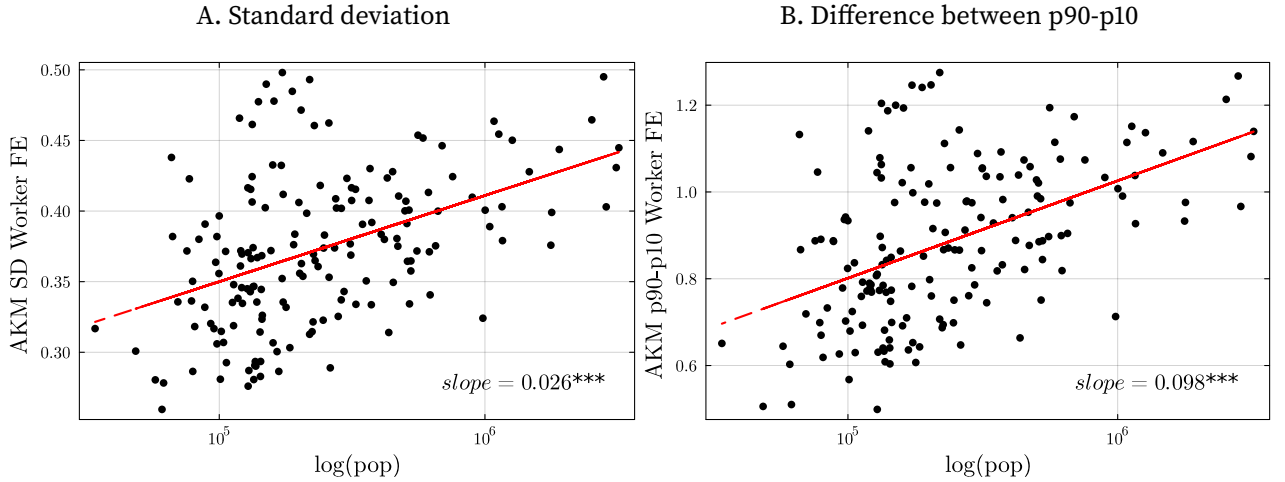 A. Standard deviation
AKM SD Worker FE
0.50
0.45
0.40
0.35
0.30
slope = 0.026***
10^5
10^6
log(pop)
B. Difference between p90-p10
AKM p90-p10 Worker FE
1.2
1.0
0.8
0.6
slope = 0.098***
10^5
10^6
log(pop)